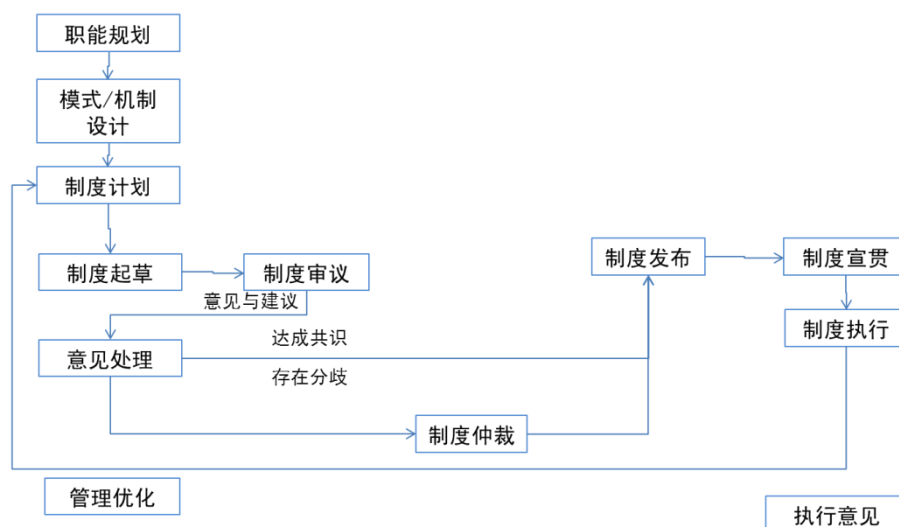 职能规划
模式/机制
设计
制度计划
制度起草
制度审议
制度发布
制度宣贯
意见与建议
制度执行
达成共识
意见处理
存在分歧
制度仲裁
管理优化
执行意见